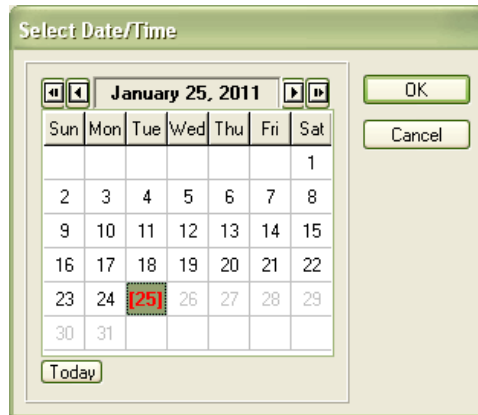 Select Date/Time
January 25, 2011
OK
Sun Mon Tue Wed Thu Fri Sat
Cancel
1
2 3 4 5 6 7 8
9 10 11 12 13 14 15
16 17 18 19 20 21 22
23 24 [25] 26 27 28 29
30 31
Today